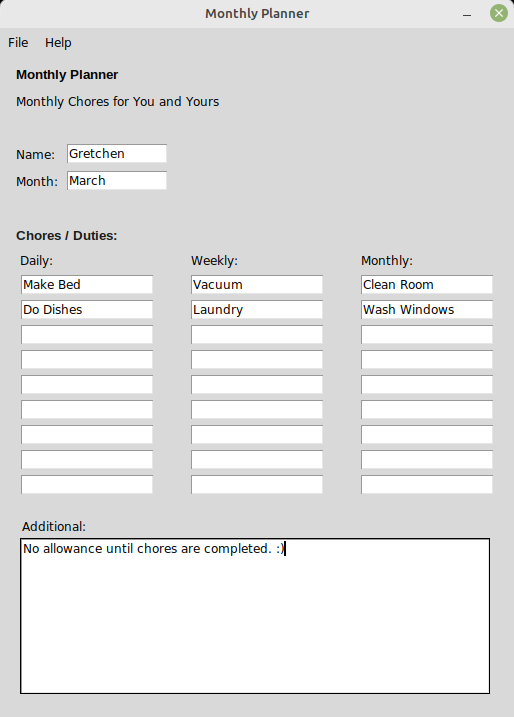 Monthly Planner
File Help
Monthly Planner
Monthly Chores for You and Yours
Name: Gretchen
Month: March
Chores / Duties:
Daily: Weekly: Monthly:
Make Bed Vacuum Clean Room
Do Dishes Laundry Wash Windows
Additional:
No allowance until chores are completed. :)